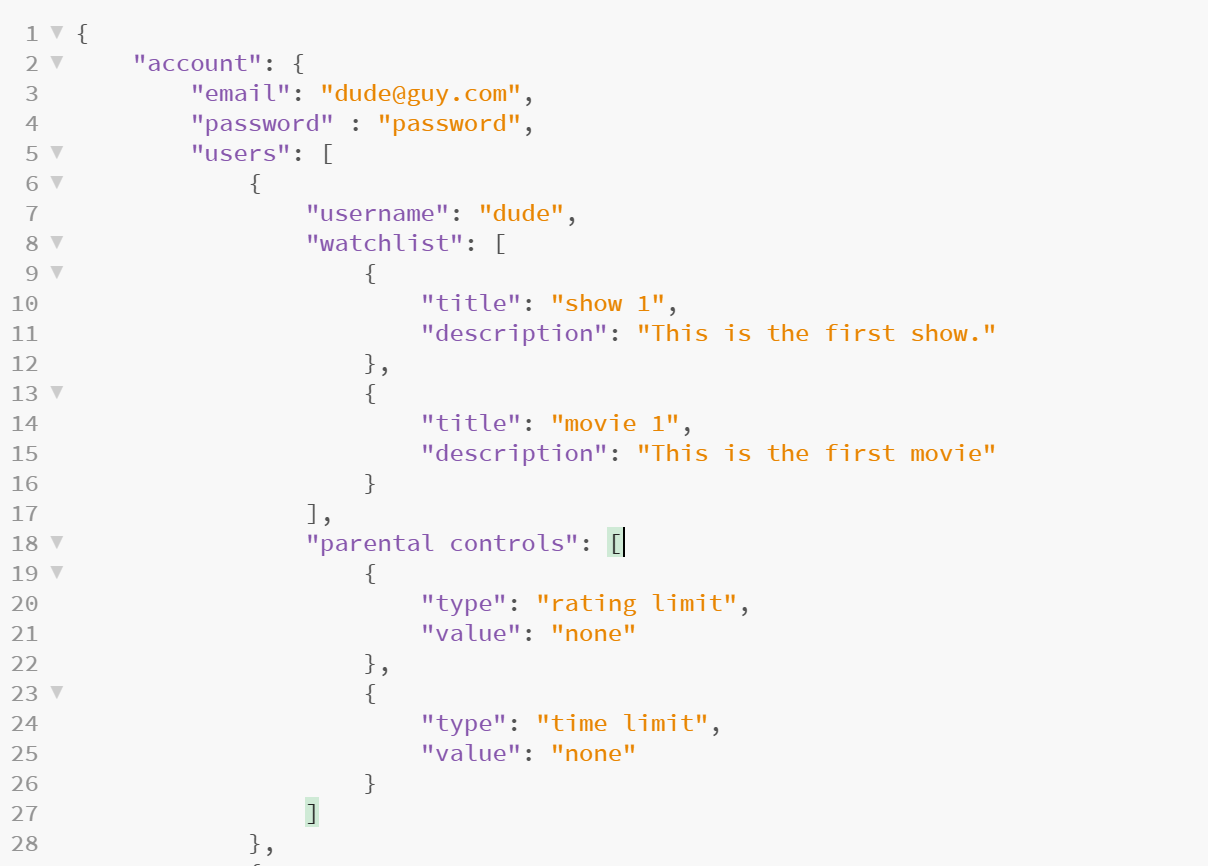 1 ▼ {
2 ▼     "account": {
3         "email": "dude@guy.com",
4         "password" : "password",
5 ▼         "users": [
6 ▼             {
7                 "username": "dude",
8 ▼                 "watchlist": [
9 ▼                     {
10                         "title": "show 1",
11                         "description": "This is the first show."
12                     },
13 ▼                     {
14                         "title": "movie 1",
15                         "description": "This is the first movie"
16                     }
17                 ],
18 ▼                 "parental controls": [
19 ▼                     {
20                         "type": "rating limit",
21                         "value": "none"
22                     },
23 ▼                     {
24                         "type": "time limit",
25                         "value": "none"
26                     }
27                 ]
28             },